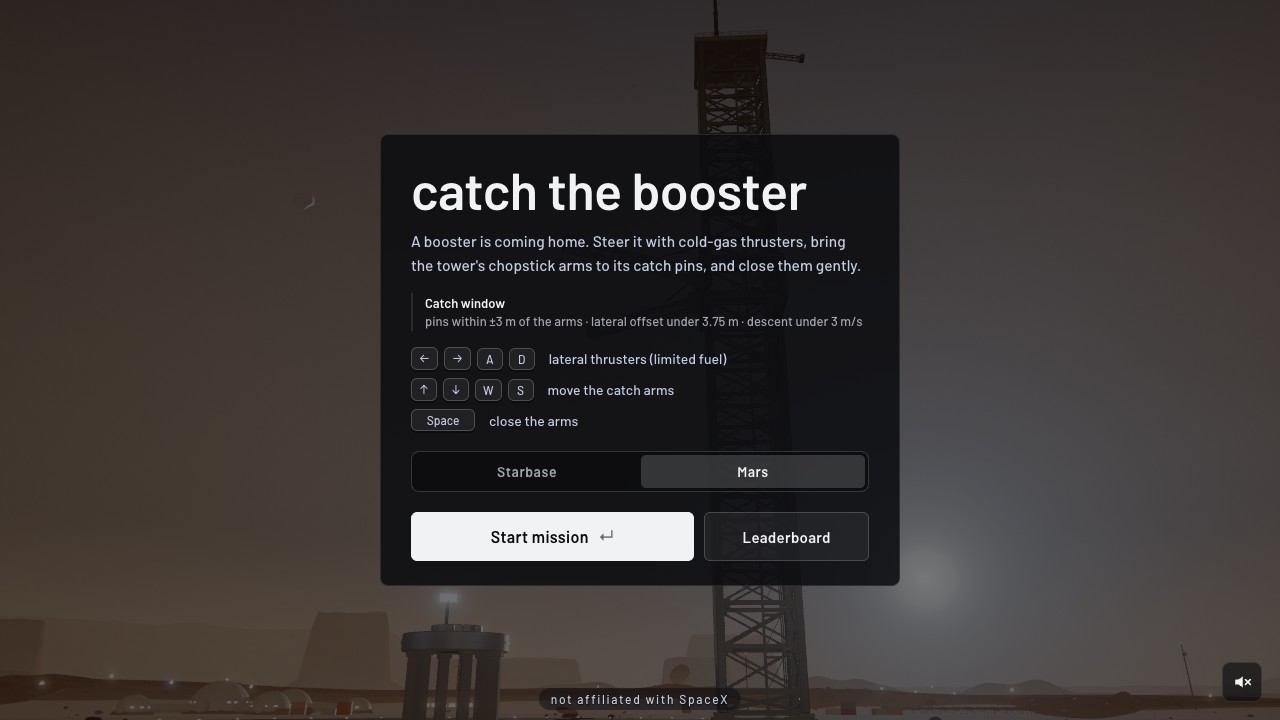 catch the booster
A booster is coming home. Steer it with cold-gas thrusters, bring
the tower's chopstick arms to its catch pins, and close them gently.
Catch window
pins within ±3 m of the arms · lateral offset under 3.75 m · descent under 3 m/s
← → A D lateral thrusters (limited fuel)
↑ ↓ W S move the catch arms
Space close the arms
Starbase Mars
Start mission ↵ Leaderboard
not affiliated with SpaceX